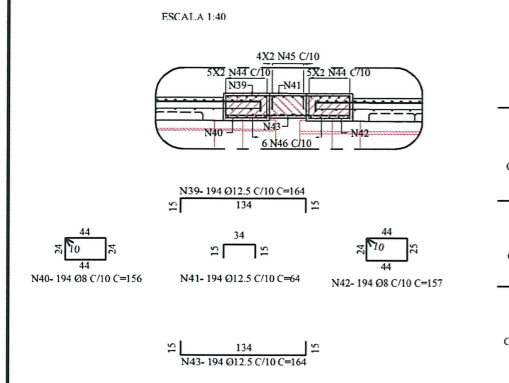 ESCALA 1:40
4X2 N45 C/10
5X2 N44 C/10 5X2 N44 C/10
N39 N41
N40 N43 N42
6 N46 C/10
N39- 194 Ø12.5 C/10 C=164
15 134 15
44
24 10 24
44
N40- 194 Ø8 C/10 C=156
34
15 15
N41- 194 Ø12.5 C/10 C=64
44
24 10 25
44
N42- 194 Ø8 C/10 C=157
15 134 15
N43- 194 Ø12.5 C/10 C=164